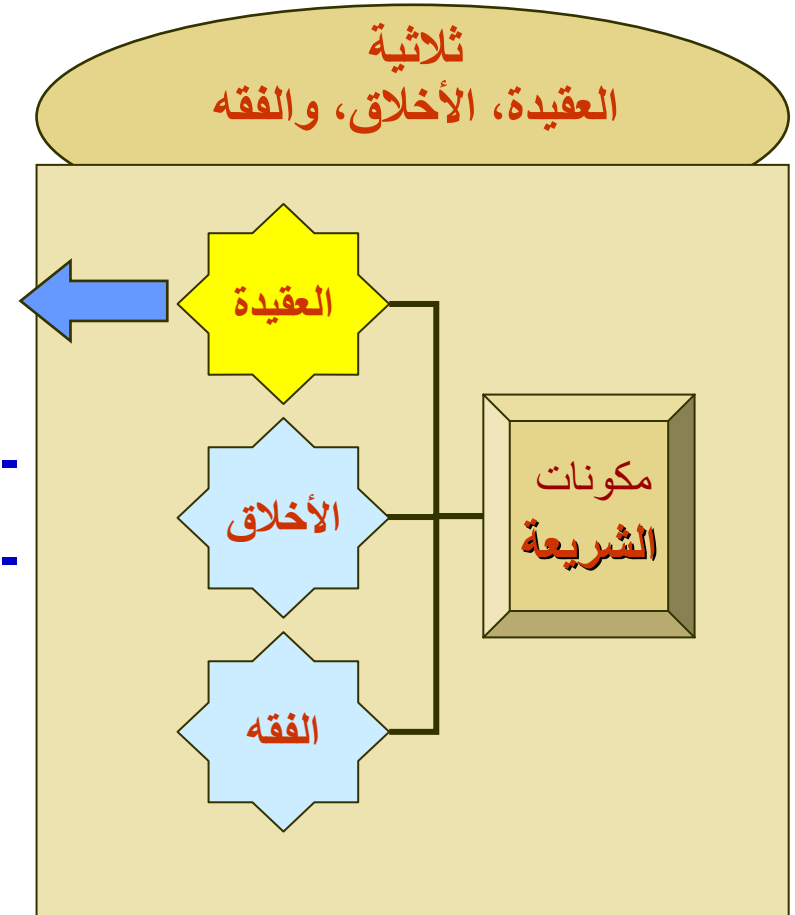 ثلاثية
العقيدة، الأخلاق، والفقه
مكونات
الشريعة
العقيدة
الأخلاق
الفقه
-
-